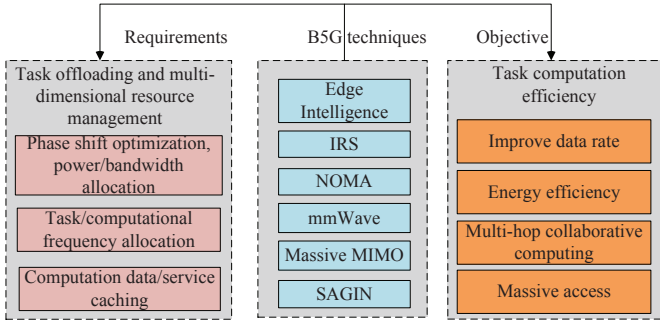 Requirements
B5G techniques
Objective
Task offloading and multi-
dimensional resource
management
Phase shift optimization,
power/bandwidth
allocation
Task/computational
frequency allocation
Computation data/service
caching
Edge
Intelligence
IRS
NOMA
mmWave
Massive MIMO
SAGIN
Task computation
efficiency
Improve data rate
Energy efficiency
Multi-hop collaborative
computing
Massive access